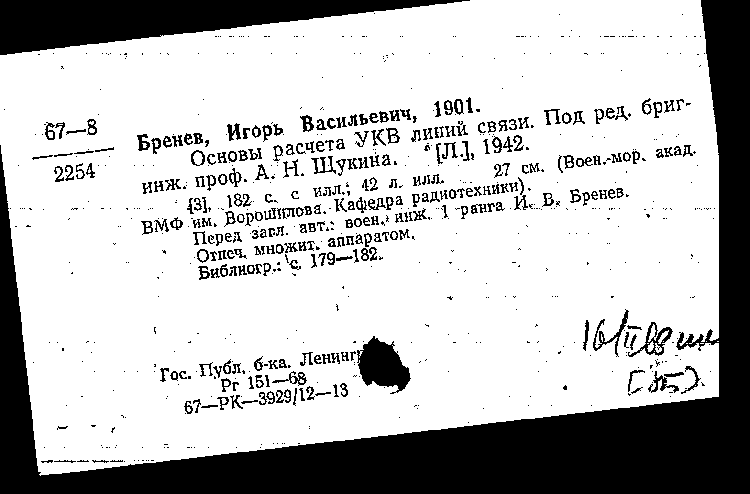 67—8
2254
Бренев, Игорь Васильевич, 1901.
Основы расчета УКВ линий связи. Под ред. бриг-
инж. проф. А. Н. Щукина. [Л.], 1942.
[3], 182 с. с илл.; 42 л. илл. 27 см. (Воен.-мор. акад.
ВМФ им. Ворошилова. Кафедра радиотехники).
Перед загл. авт.: воен. инж. 1 ранга И. В. Бренев.
Отпеч. множит. аппаратом.
Библиогр.: с. 179—182.
Гос. Публ. б-ка. Ленингр
Рг 151—68
67—РК—3929/12—13
16/II68